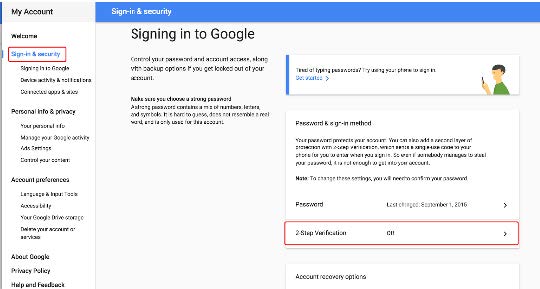 My Account
Sign-in & security
Welcome
Sign-in & security
Signing in to Google
Device activity & notifications
Connected apps & sites
Personal info & privacy
Your personal info
Manage your Google activity
Ads Settings
Control your content
Account preferences
Language & Input Tools
Accessibility
Your Google Drive storage
Delete your account or
services
About Google
Privacy Policy
Help and Feedback
Signing in to Google
Control your password and account access, along
with backup options if you get locked out of your
account.
Make sure you choose a strong password
A strong password contains a mix of numbers, letters,
and symbols. It is hard to guess, does not resemble a real
word, and is only used for this account.
Tired of typing passwords? Try using your phone to sign in.
Get started
Password & sign-in method
Your password protects your account. You can also add a second layer of
protection with 2-Step Verification, which sends a single-use code to your
phone for you to enter when you sign in. So even if somebody manages to steal
your password, it is not enough to get into your account.
Note: To change these settings, you will need to confirm your password.
Password Last changed: September 1, 2015
2-Step Verification Off
Account recovery options